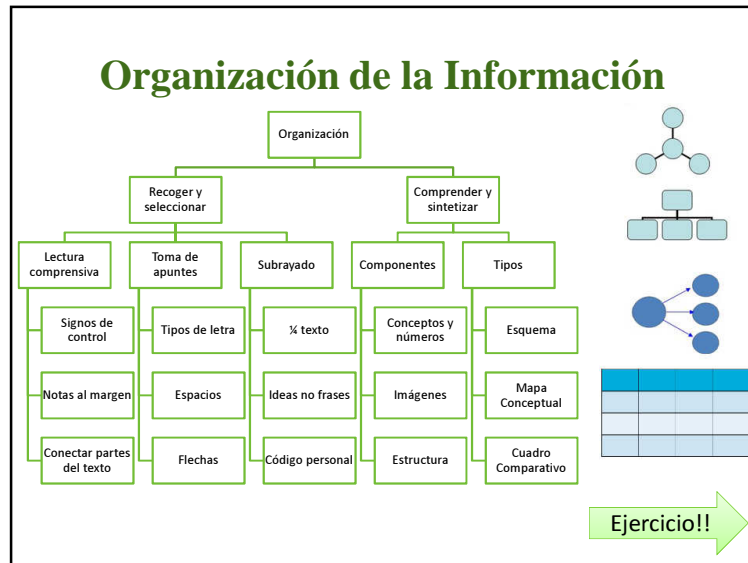 Organización de la Información
Organización
Recoger y
seleccionar
Comprender y
sintetizar
Lectura
comprensiva
Toma de
apuntes
Subrayado
Componentes
Tipos
Signos de
control
Tipos de letra
¼ texto
Conceptos y
números
Esquema
Notas al margen
Espacios
Ideas no frases
Imágenes
Mapa
Conceptual
Conectar partes
del texto
Flechas
Código personal
Estructura
Cuadro
Comparativo
Ejercicio!!